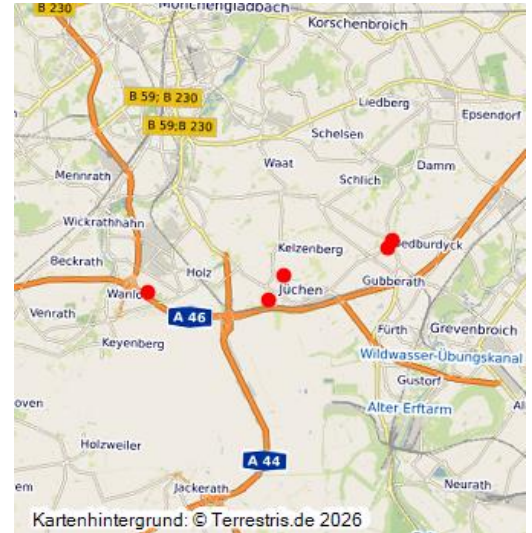 B 230
Mönchengladbach
Korschenbroich
B 59; B 230
Liedberg
Epsendorf
B 59;B 230
Schelsen
Waat
Damm
Mennrath
Schlich
Wickrathhahn
Kelzenberg
Bedburdyck
Beckrath
Holz
Gubberath
Jüchen
Venrath
A 46
Fürth
Grevenbroich
Keyenberg
Wildwasser-Übungskanal
Gustorf
Alter Erftarm
Holzweiler
A 44
Jackerath
Neurath
Kartenhintergrund: © Terrestris.de 2026